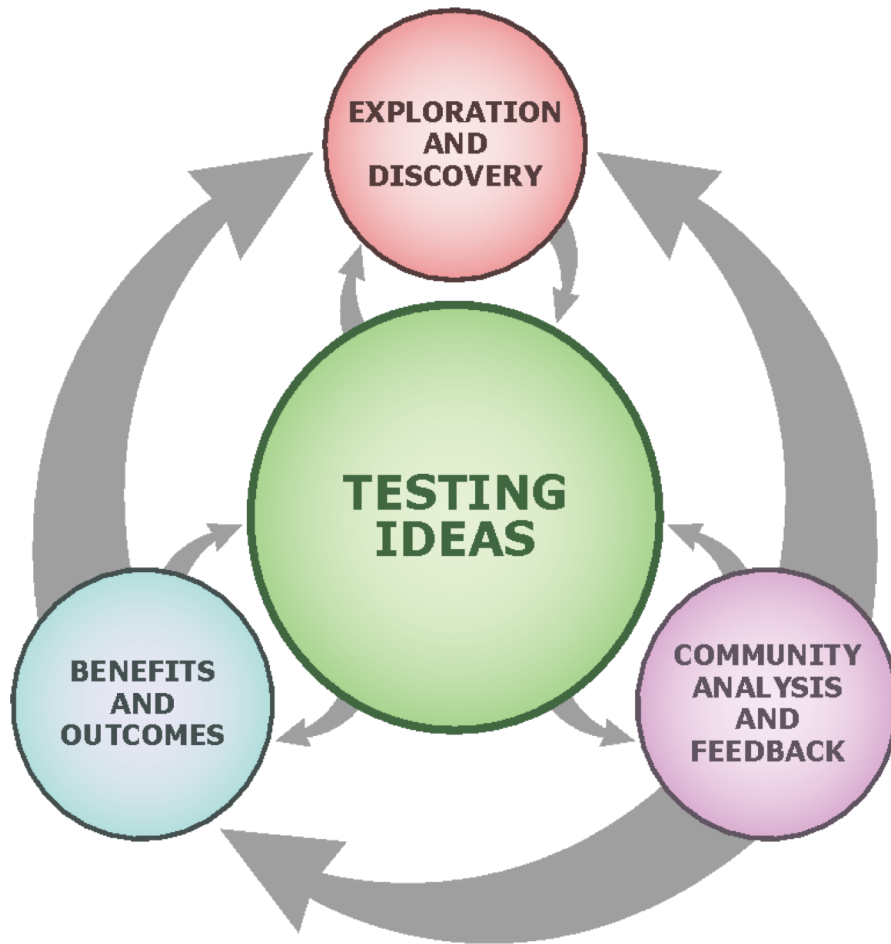 EXPLORATION
AND
DISCOVERY
TESTING
IDEAS
BENEFITS
AND
OUTCOMES
COMMUNITY
ANALYSIS
AND
FEEDBACK